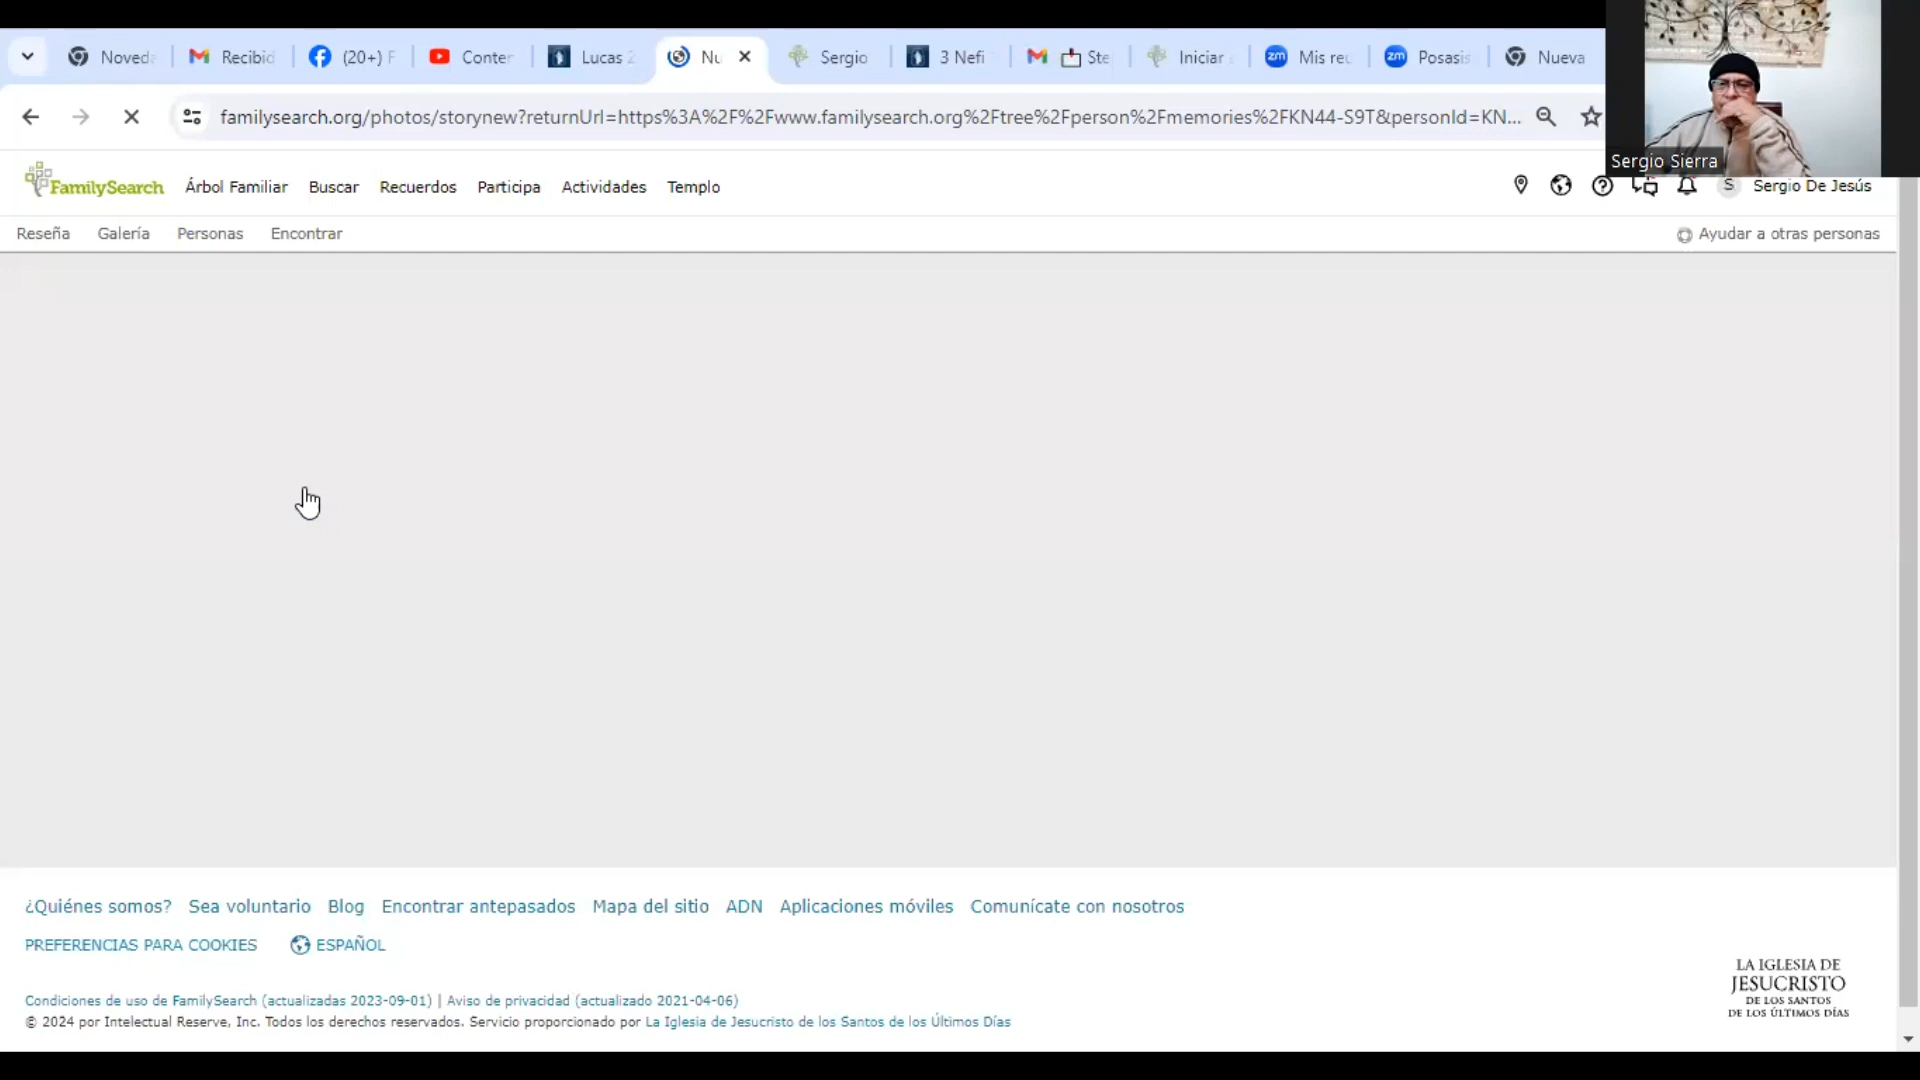 Noved
Recibid
(20+) F
Conter
Lucas 2
Nu
Sergio
3 Nefi
Ste
Iniciar s
zm Mis reu
zm Posasis
Nueva
familysearch.org/photos/storynew?returnUrl=https%3A%2F%2Fwww.familysearch.org%2Ftree%2Fperson%2Fmemories%2FKN44-S9T&personId=KN...
Sergio Sierra
FamilySearch
Árbol Familiar
Buscar
Recuerdos
Participa
Actividades
Templo
S
Sergio De Jesús
Reseña
Galería
Personas
Encontrar
Ayudar a otras personas
¿Quiénes somos? Sea voluntario Blog Encontrar antepasados Mapa del sitio ADN Aplicaciones móviles Comunícate con nosotros
PREFERENCIAS PARA COOKIES ESPAÑOL
Condiciones de uso de FamilySearch (actualizadas 2023-09-01) | Aviso de privacidad (actualizado 2021-04-06)
© 2024 por Intelectual Reserve, Inc. Todos los derechos reservados. Servicio proporcionado por La Iglesia de Jesucristo de los Santos de los Últimos Días
LA IGLESIA DE
JESUCRISTO
DE LOS SANTOS
DE LOS ÚLTIMOS DÍAS